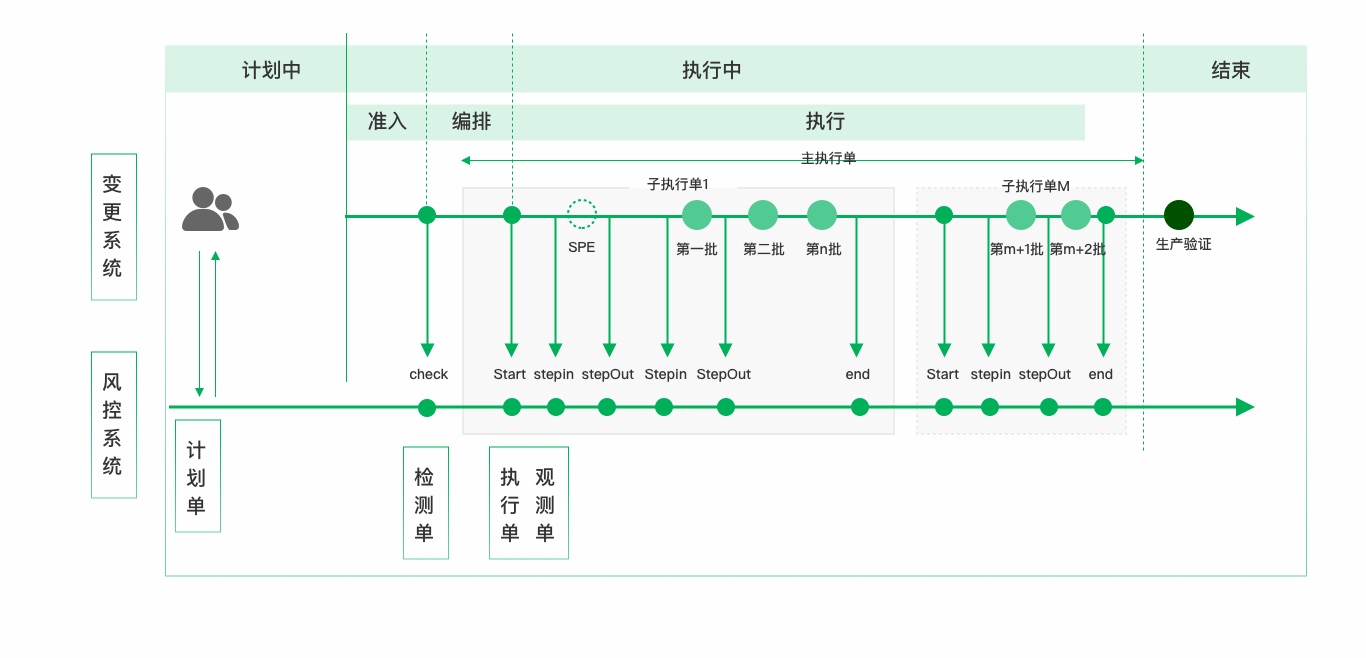 计划中
执行中
结束
准入
编排
执行
主执行单
变更系统
子执行单1
子执行单M
SPE
第一批
第二批
第n批
第m+1批
第m+2批
生产验证
风控系统
check
Start
stepin
stepOut
Stepin
StepOut
end
Start
stepin
stepOut
end
计划单
检测单
执行单
观测单